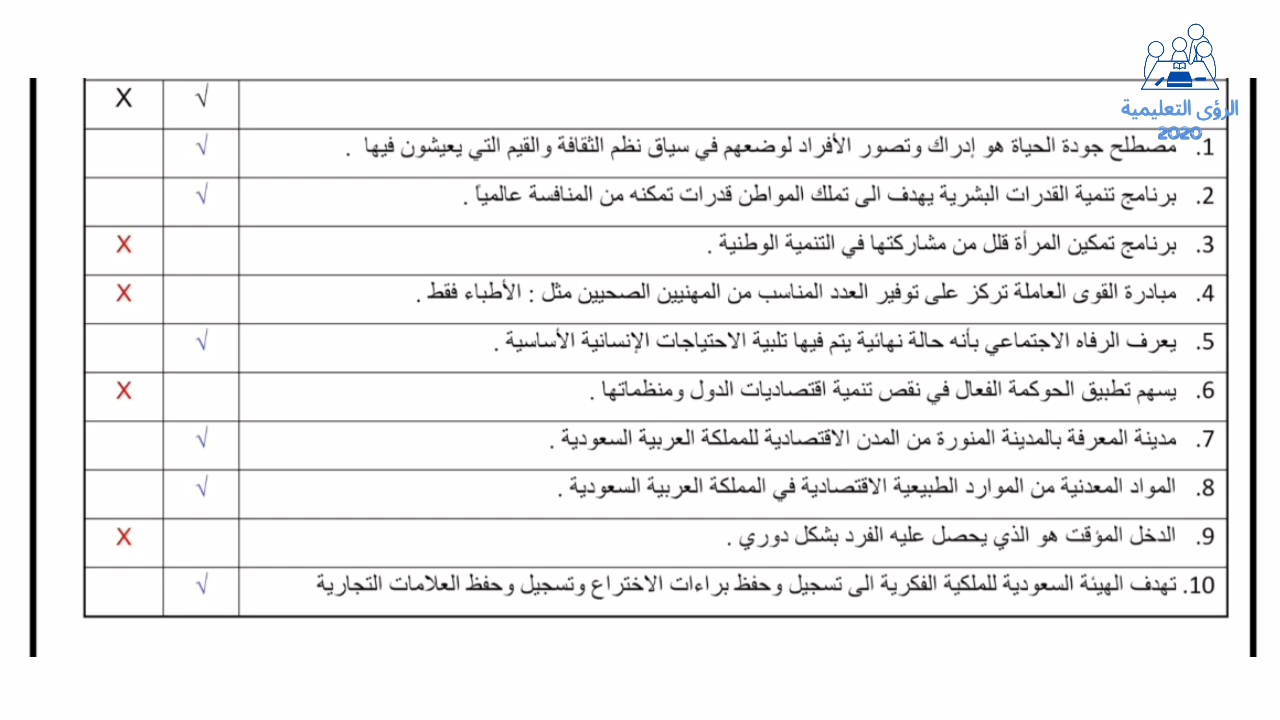 الرؤى التعليمية
2020
√ X
1. مصطلح جودة الحياة هو إدراك وتصور الأفراد لوضعهم في سياق نظم الثقافة والقيم التي يعيشون فيها . √
2. برنامج تنمية القدرات البشرية يهدف الى تملك المواطن قدرات تمكنه من المنافسة عالمياً . √
3. برنامج تمكين المرأة قلل من مشاركتها في التنمية الوطنية . X
4. مبادرة القوى العاملة تركز على توفير العدد المناسب من المهنيين الصحيين مثل : الأطباء فقط . X
5. يعرف الرفاه الاجتماعي بأنه حالة نهائية يتم فيها تلبية الاحتياجات الإنسانية الأساسية . √
6. يسهم تطبيق الحوكمة الفعال في نقص تنمية اقتصاديات الدول ومنظماتها . X
7. مدينة المعرفة بالمدينة المنورة من المدن الاقتصادية للمملكة العربية السعودية . √
8. المواد المعدنية من الموارد الطبيعية الاقتصادية في المملكة العربية السعودية . √
9. الدخل المؤقت هو الذي يحصل عليه الفرد بشكل دوري . X
10. تهدف الهيئة السعودية للملكية الفكرية الى تسجيل وحفظ براءات الاختراع وتسجيل وحفظ العلامات التجارية √